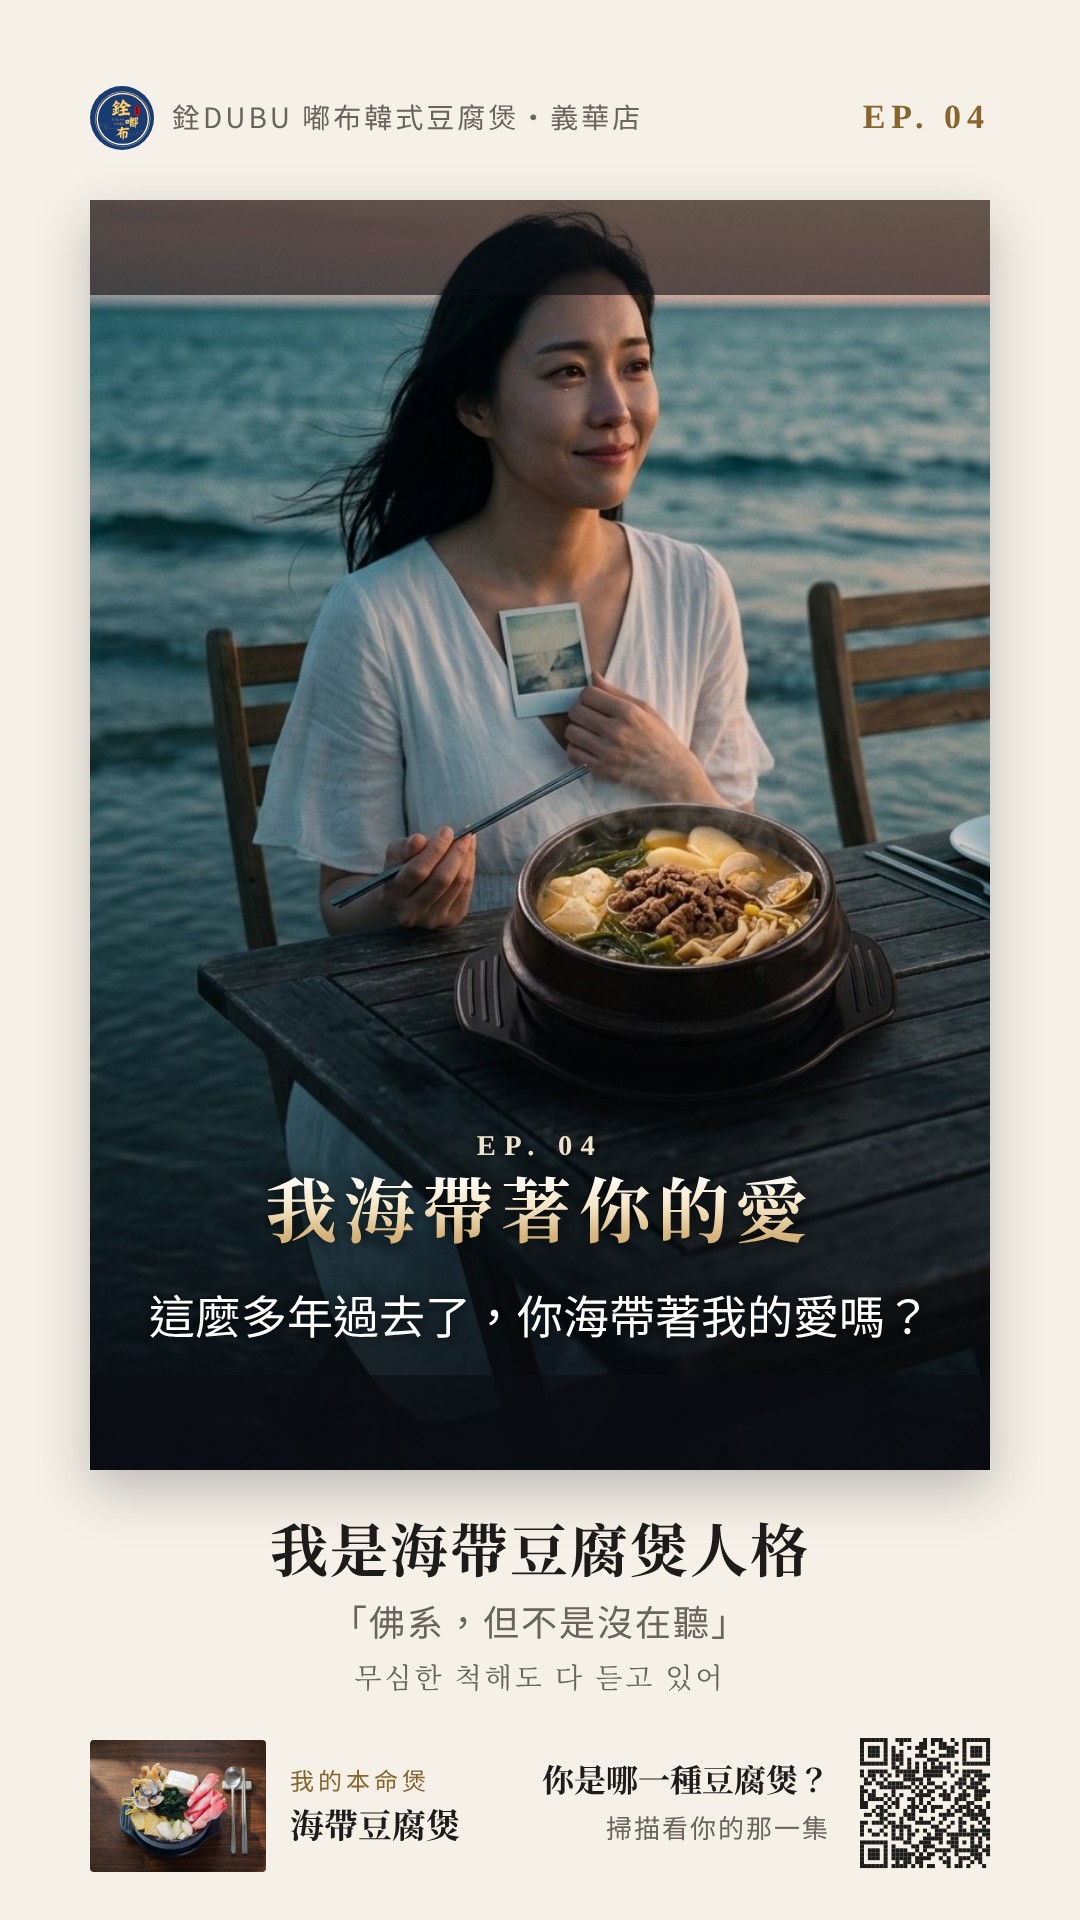 銓DUBU 嘟布韓式豆腐煲・義華店
EP. 04
銓
嘟
布
EP. 04
我海帶著你的愛
這麼多年過去了，你海帶著我的愛嗎？
我是海帶豆腐煲人格
「佛系，但不是沒在聽」
무심한 척해도 다 듣고 있어
我的本命煲
海帶豆腐煲
你是哪一種豆腐煲？
掃描看你的那一集